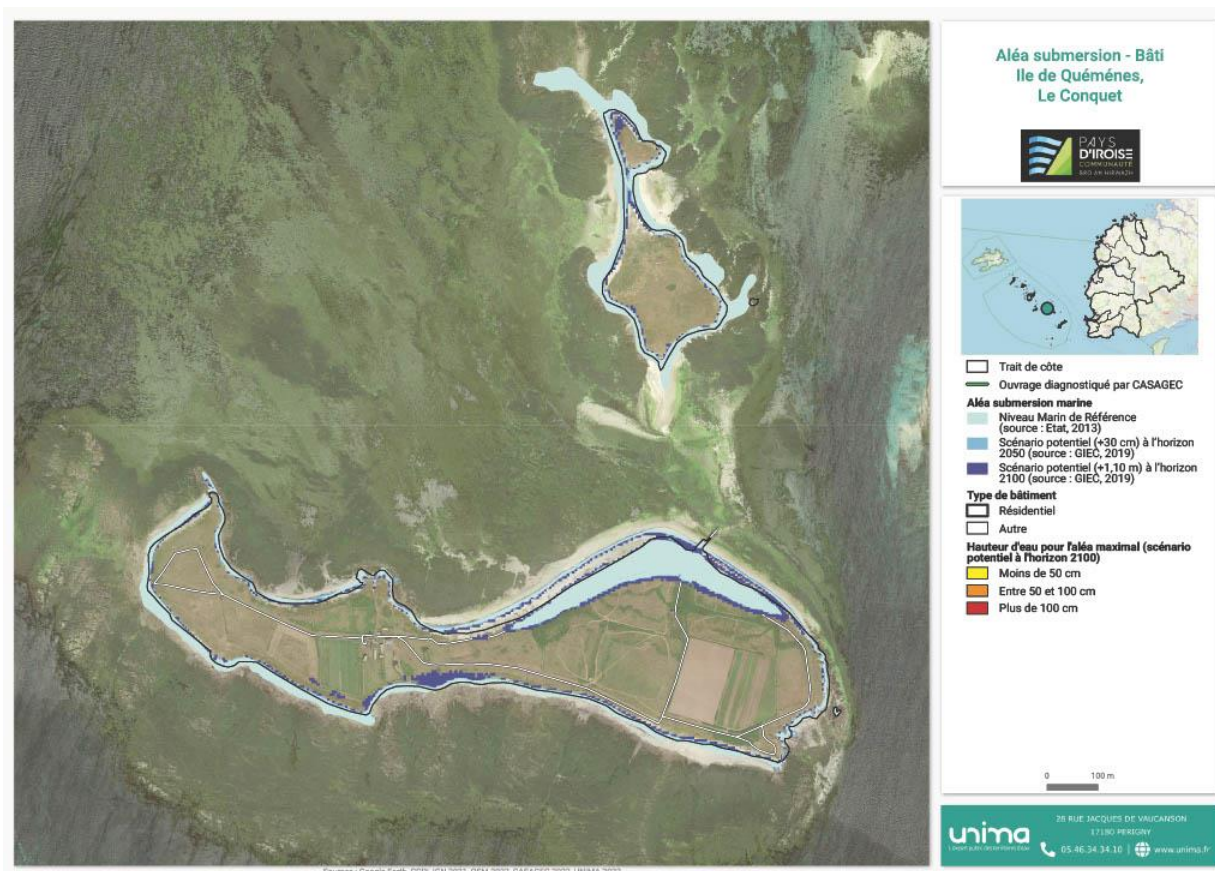 Aléa submersion - Bâti
Ile de Quéménes,
Le Conquet
PAYS
D'IROISE
COMMUNAUTÉ
Trait de côte
Ouvrage diagnostiqué par CASAGEC
Aléa submersion marine
Niveau Marin de Référence
(source : Etat, 2013)
Scénario potentiel (+30 cm) à l'horizon
2050 (source : GIEC, 2019)
Scénario potentiel (+1,10 m) à l'horizon
2100 (source : GIEC, 2019)
Type de bâtiment
Résidentiel
Autre
Hauteur d'eau pour l'aléa maximal (scénario
potentiel à l'horizon 2100)
Moins de 50 cm
Entre 50 et 100 cm
Plus de 100 cm
0 100 m
unima
28 RUE JACQUES DE VAUCANSON
17180 PERIGNY
05.46.34.34.10 | www.unima.fr